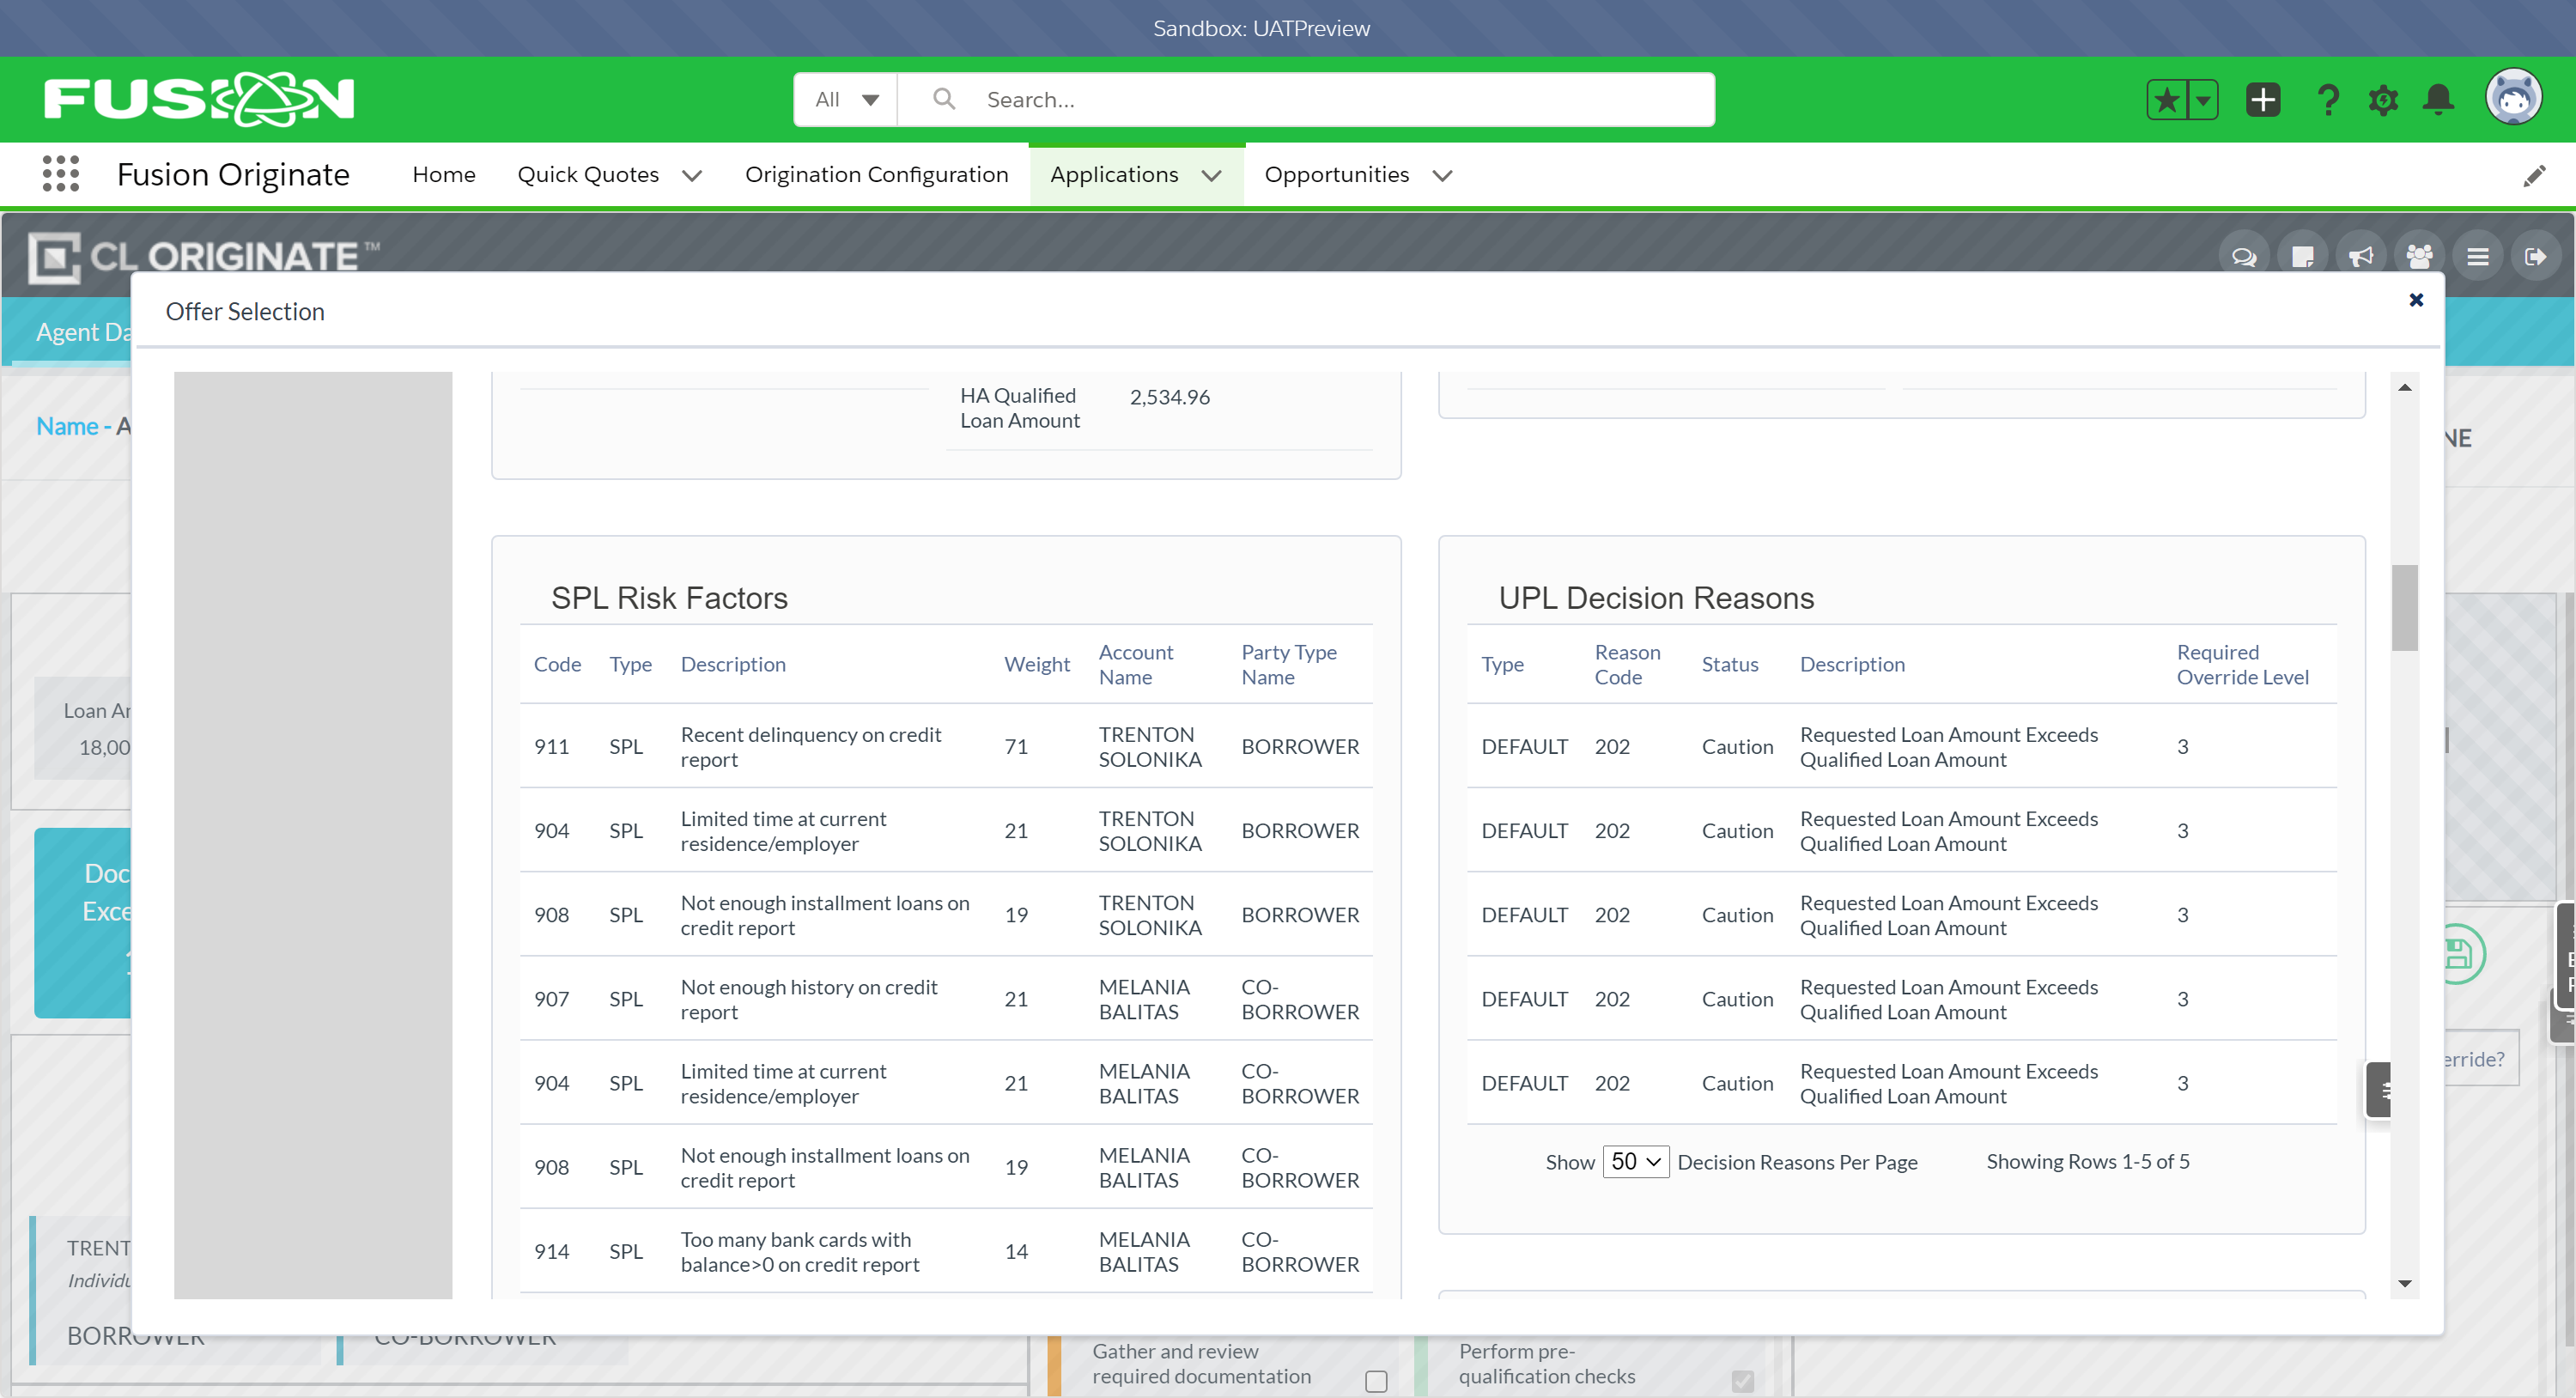 Sandbox: UATPreview
FUSION
All
Search...
Fusion Originate
Home
Quick Quotes
Origination Configuration
Applications
Opportunities
CL ORIGINATE™
Offer Selection
Agent Da
Name - A
NE
HA Qualified
Loan Amount
2,534.96
SPL Risk Factors
Code Type Description Weight Account Name Party Type Name
911 SPL Recent delinquency on credit report 71 TRENTON SOLONIKA BORROWER
904 SPL Limited time at current residence/employer 21 TRENTON SOLONIKA BORROWER
908 SPL Not enough installment loans on credit report 19 TRENTON SOLONIKA BORROWER
907 SPL Not enough history on credit report 21 MELANIA BALITAS CO-BORROWER
904 SPL Limited time at current residence/employer 21 MELANIA BALITAS CO-BORROWER
908 SPL Not enough installment loans on credit report 19 MELANIA BALITAS CO-BORROWER
914 SPL Too many bank cards with balance>0 on credit report 14 MELANIA BALITAS CO-BORROWER
UPL Decision Reasons
Type Reason Code Status Description Required Override Level
DEFAULT 202 Caution Requested Loan Amount Exceeds Qualified Loan Amount 3
DEFAULT 202 Caution Requested Loan Amount Exceeds Qualified Loan Amount 3
DEFAULT 202 Caution Requested Loan Amount Exceeds Qualified Loan Amount 3
DEFAULT 202 Caution Requested Loan Amount Exceeds Qualified Loan Amount 3
DEFAULT 202 Caution Requested Loan Amount Exceeds Qualified Loan Amount 3
Show 50 Decision Reasons Per Page
Showing Rows 1-5 of 5
Loan Ar
18,00
Doc
Exce
erride?
TRENT
Individu
BORROWER
CO-BORROWER
Gather and review
required documentation
Perform pre-
qualification checks